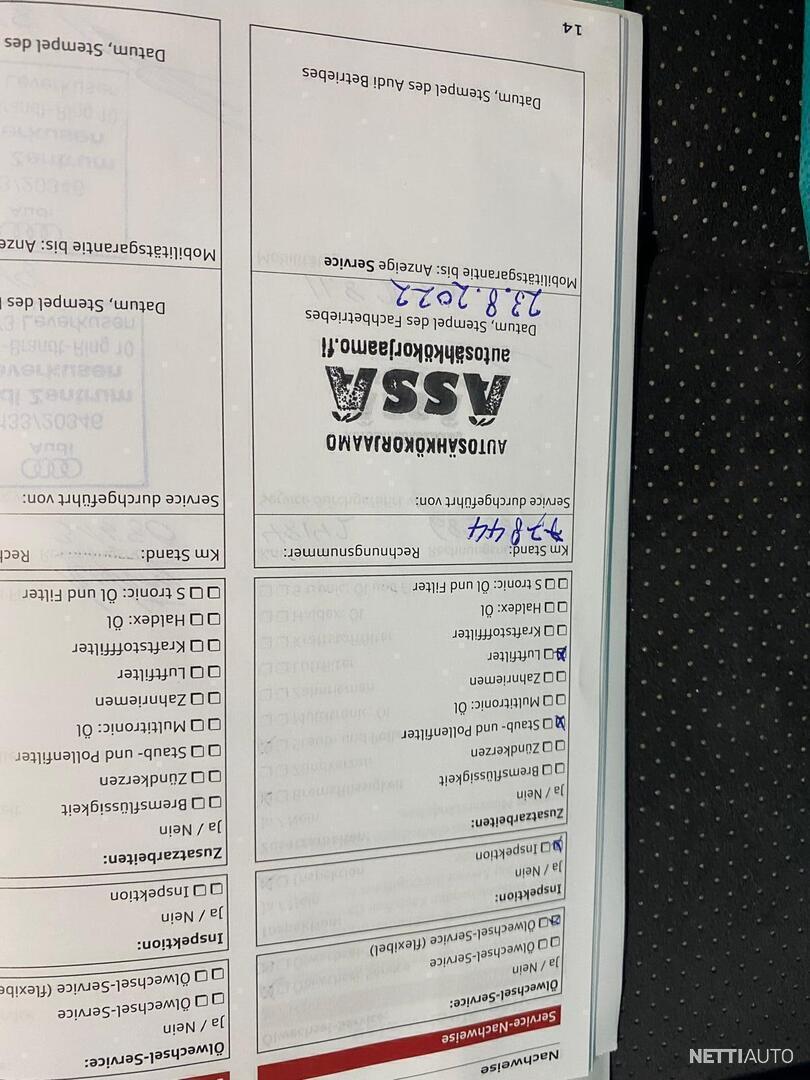 Nachweise
Service-Nachweise
Ölwechsel-Service:
Ja / Nein
Ölwechsel-Service
Ölwechsel-Service (flexibel)
Inspektion:
Ja / Nein
Inspektion
Zusatzarbeiten:
Ja / Nein
Bremsflüssigkeit
Zündkerzen
Staub- und Pollenfilter
Multitronic: Öl
Zahnriemen
Luftfilter
Kraftstofffilter
Haldex: Öl
S tronic: Öl und Filter
Km Stand: Rechnungsnummer:
Service durchgeführt von:
AUTOSÄHKÖKORJAAMO
ASSA
autosähkökorjaamo.fi
Datum, Stempel des Fachbetriebes
23.8.2022
Mobilitätsgarantie bis: Anzeige Service
Datum, Stempel des Audi Betriebes
14
Ölwechsel-Service:
Ja / Nein
Ölwechsel-Service
Ölwechsel-Service
Inspektion:
Ja / Nein
Inspektion
Zusatzarbeiten:
Ja / Nein
Bremsflüssigkeit
Zündkerzen
Staub- und Pollenfilter
Multitronic: Öl
Zahnriemen
Luftfilter
Kraftstofffilter
Haldex: Öl
S tronic: Öl und Filter
Km Stand:
Service durchgeführt von:
Datum, Stempel des
Mobilitätsgarantie bis:
Datum, Stempel des
NETTIAUTO